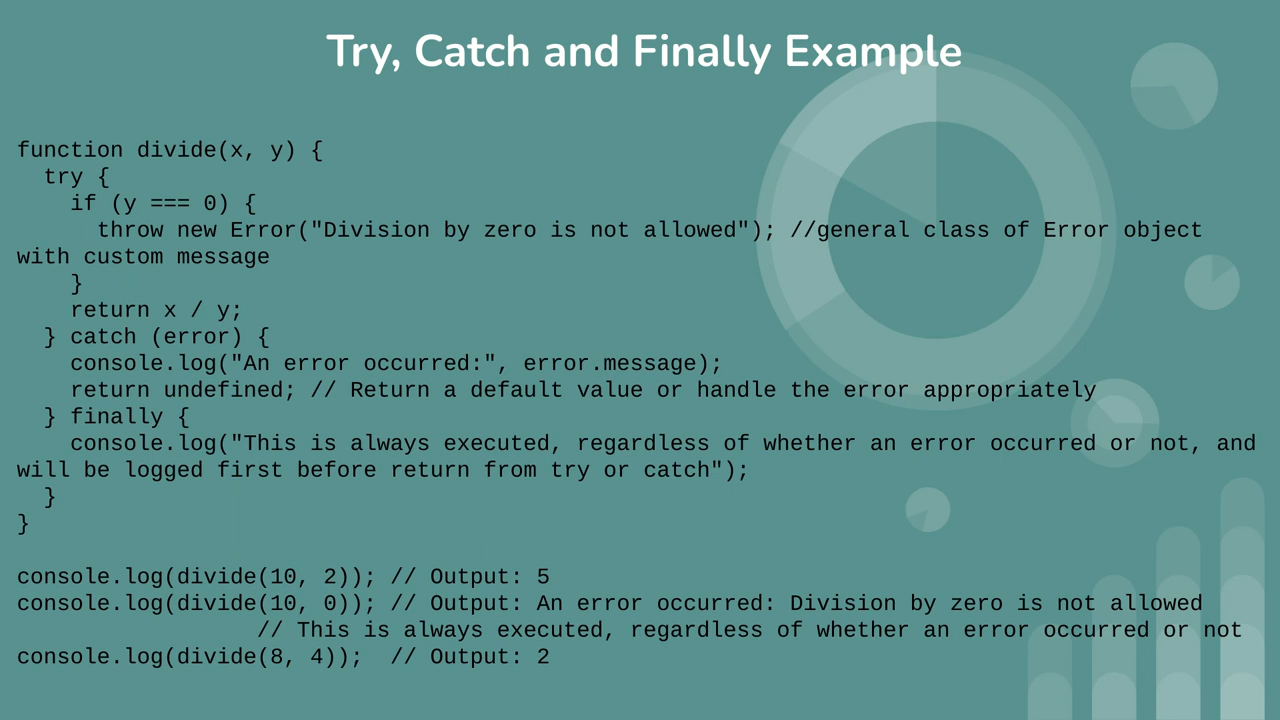 Try, Catch and Finally Example
function divide(x, y) {
  try {
    if (y === 0) {
      throw new Error("Division by zero is not allowed"); //general class of Error object
with custom message
    }
    return x / y;
  } catch (error) {
    console.log("An error occurred:", error.message);
    return undefined; // Return a default value or handle the error appropriately
  } finally {
    console.log("This is always executed, regardless of whether an error occurred or not, and
will be logged first before return from try or catch");
  }
}
console.log(divide(10, 2)); // Output: 5
console.log(divide(10, 0)); // Output: An error occurred: Division by zero is not allowed
                  // This is always executed, regardless of whether an error occurred or not
console.log(divide(8, 4));  // Output: 2